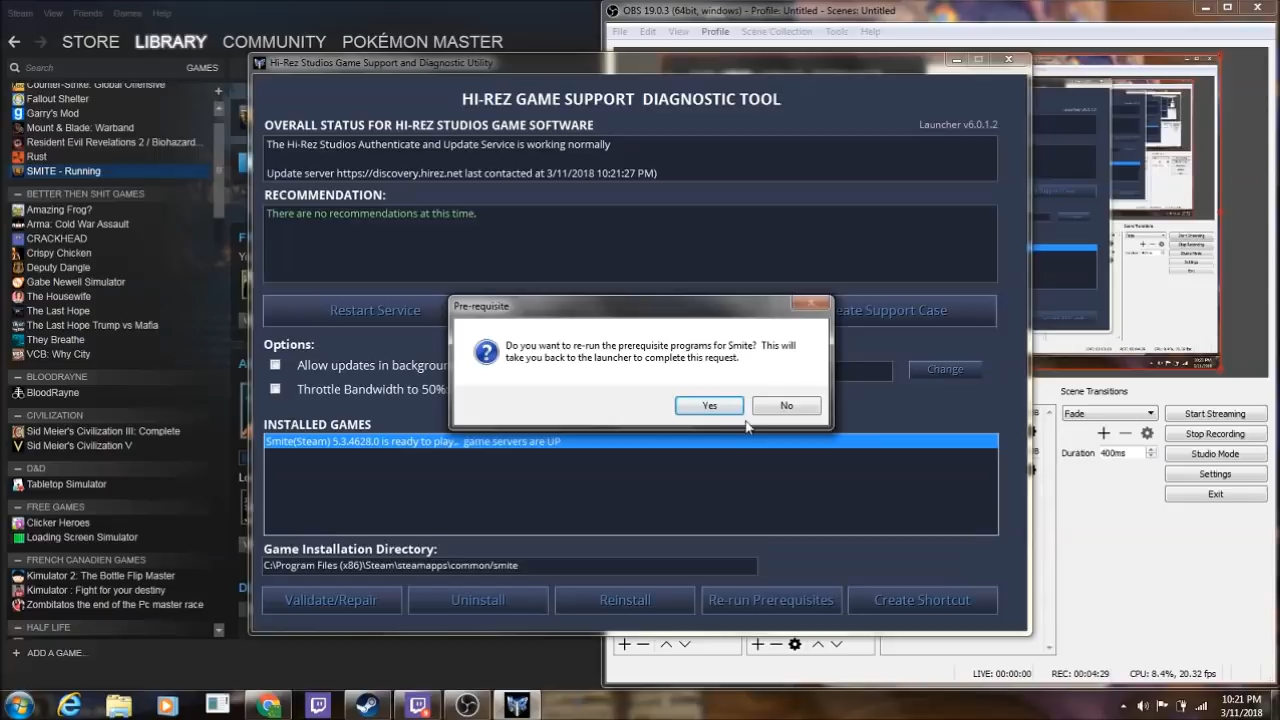 Steam View Friends Games Help
STORE LIBRARY COMMUNITY POKÉMON MASTER
Search GAMES
Counter-Strike: Global Offensive
Fallout Shelter
Garry's Mod
Mount & Blade: Warband
Resident Evil Revelations 2 / Biohazard...
Rust
SMITE - Running
BETTER THEN SHIT GAMES
Amazing Frog?
Arma: Cold War Assault
CRACKHEAD
Crispy Chicken
Deputy Dangle
Gabe Newell Simulator
The Housewife
The Last Hope
The Last Hope Trump vs Mafia
They Breathe
VCB: Why City
BLOODRAYNE
BloodRayne
CIVILIZATION
Sid Meier's Civilization III: Complete
Sid Meier's Civilization V
D&D
Tabletop Simulator
FREE GAMES
Clicker Heroes
Loading Screen Simulator
FRENCH CANADIEN GAMES
Kimulator 2: The Bottle Flip Master
Kimulator : Fight for your destiny
Zombitatos the end of the Pc master race
HALF LIFE
+ ADD A GAME...
Hi-Rez Studios Game Support and Diagnostic Utility
REZ GAME SUPPORT DIAGNOSTIC TOOL
OVERALL STATUS FOR HI-REZ STUDIOS GAME SOFTWARE
Launcher v6.0.1.2
The Hi-Rez Studios Authenticate and Update Service is working normally
contacted at 3/11/2018 10:21:27 PM)
RECOMMENDATION:
There are no recommendations at this time.
Restart Service
eate Support Case
Options:
Allow updates in backgrou
Throttle Bandwidth to 50%
Change
INSTALLED GAMES
Smite(Steam) 5.3.4628.0 is ready to play... game servers are UP
Game Installation Directory:
C:\Program Files (x86)\Steam\steamapps\common/smite
Validate/Repair
Uninstall
Reinstall
Re-run Prerequisites
Create Shortcut
Pre-requisite
Do you want to re-run the prerequisite programs for Smite? This will
take you back to the launcher to complete the request.
Yes
No
OBS 19.0.3 (64bit, windows) - Profile: Untitled - Scenes: Untitled
File Edit View Profile Scene Collection Tools Help
Scene Transitions
Fade
Duration 400ms
Start Streaming
Stop Recording
Studio Mode
Settings
Exit
LIVE: 00:00:00 REC: 00:04:29 CPU: 8.4%, 20.32 fps
10:21 PM
3/11/2018